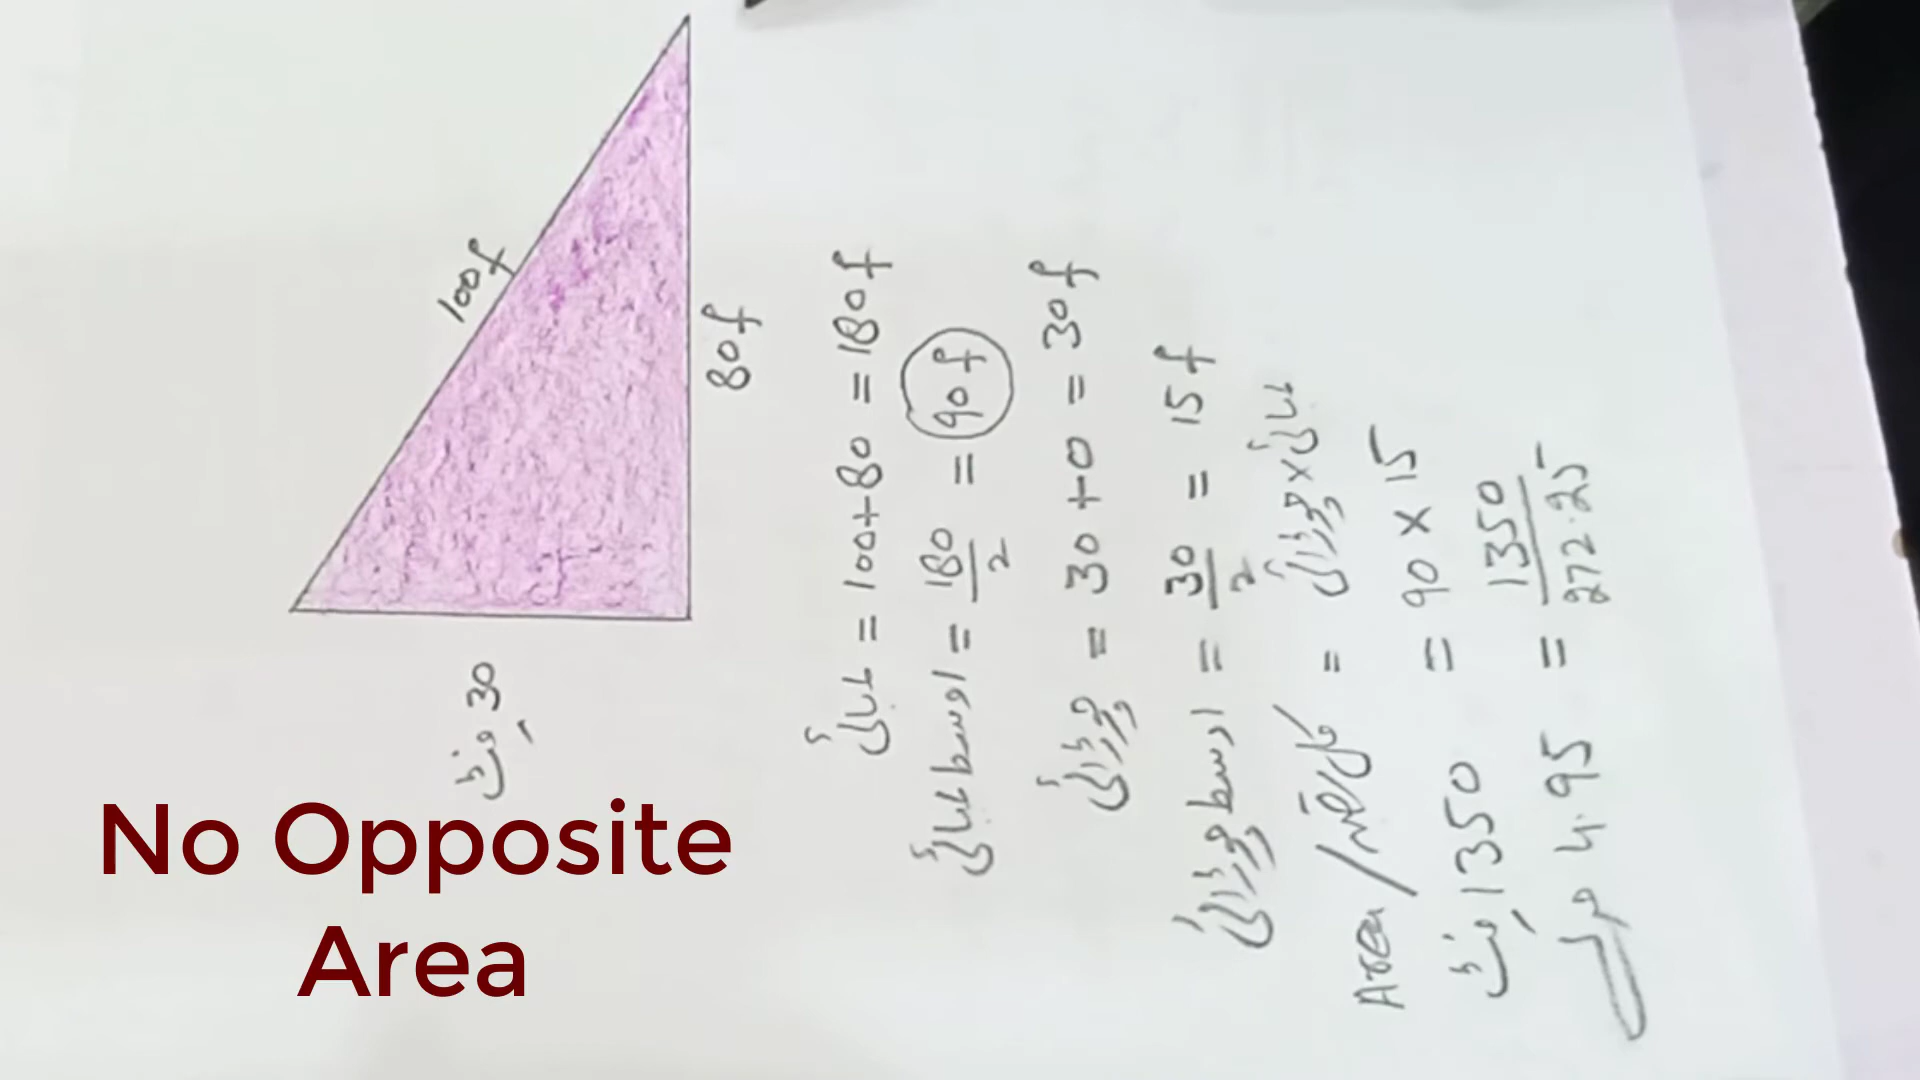 100f
80f
30 فٹ
لمبائی = 100+80 = 180f
اوسط لمبائی = 180/2 = 90f
چوڑائی = 30+0 = 30f
اوسط چوڑائی = 30/2 = 15f
Area/کل رقبہ = چوڑائی x لمبائی
1350 فٹ = 90 x 15
4.95 مرلے = 1350/272.25
No Opposite
Area